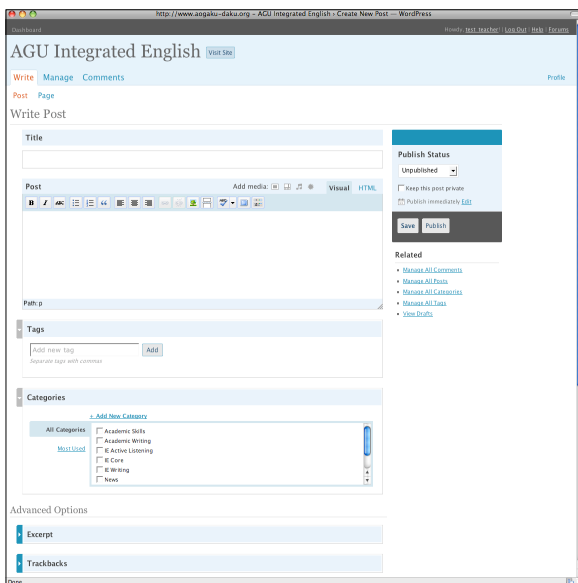 http://www.aogaku-daku.org – AGU Integrated English › Create New Post — WordPress
Dashboard
Howdy, test_teacher! | Log Out | Help | Forums
AGU Integrated English Visit Site
Write Manage Comments Profile
Post Page
Write Post
Title
Publish Status
Unpublished
Keep this post private
Publish immediately Edit
Save Publish
Post Add media: Visual HTML
B I ABC
Path: p
Related
Manage All Comments
Manage All Posts
Manage All Categories
Manage All Tags
View Drafts
Tags
Add new tag Add
Separate tags with commas
Categories
+ Add New Category
All Categories
Most Used
Academic Skills
Academic Writing
IE Active Listening
IE Core
IE Writing
News
Advanced Options
Excerpt
Trackbacks
Done